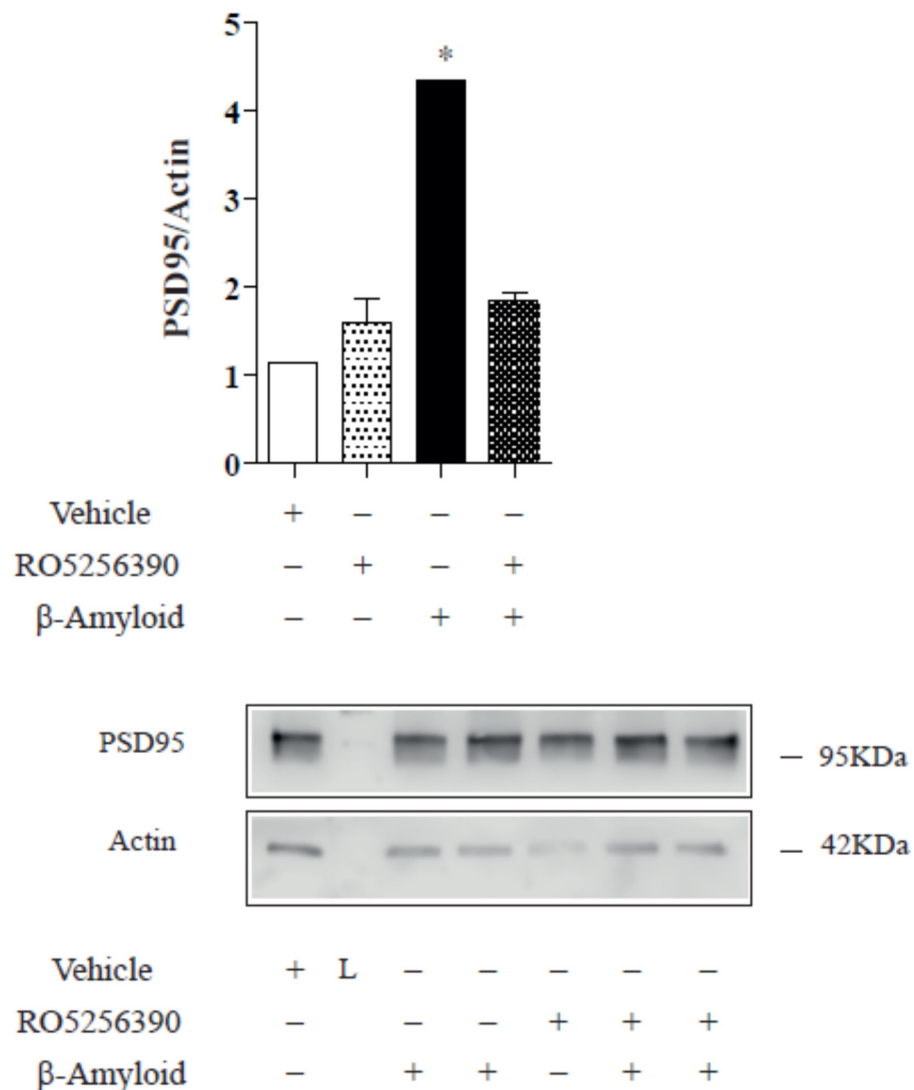 5
*
4
PSD95/Actin
3
2
1
0
Vehicle + – – –
RO5256390 – + – +
β-Amyloid – – + +
PSD95 – 95KDa
Actin – 42KDa
Vehicle + L – – – – –
RO5256390 – – – + + +
β-Amyloid – + + – + +